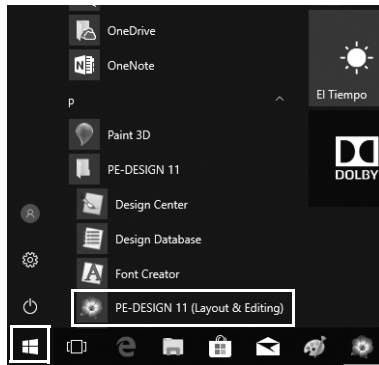 OneDrive
OneNote
P
Paint 3D
PE-DESIGN 11
Design Center
Design Database
Font Creator
PE-DESIGN 11 (Layout & Editing)
El Tiempo
DOLBY